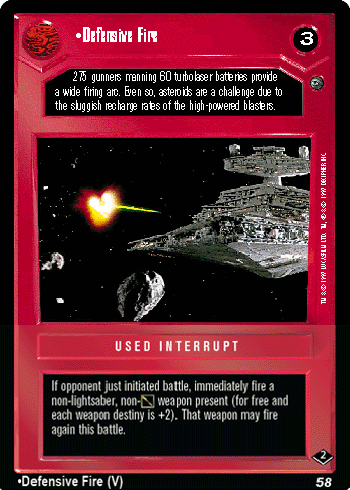 •Defensive Fire
3
275 gunners manning 60 turbolaser batteries provide
a wide firing arc. Even so, asteroids are a challenge due to
the sluggish recharge rates of the high-powered blasters.
USED INTERRUPT
If opponent just initiated battle, immediately fire a
non-lightsaber, non- weapon present (for free and
each weapon destiny is +2). That weapon may fire
again this battle.
2
•Defensive Fire (V)
58